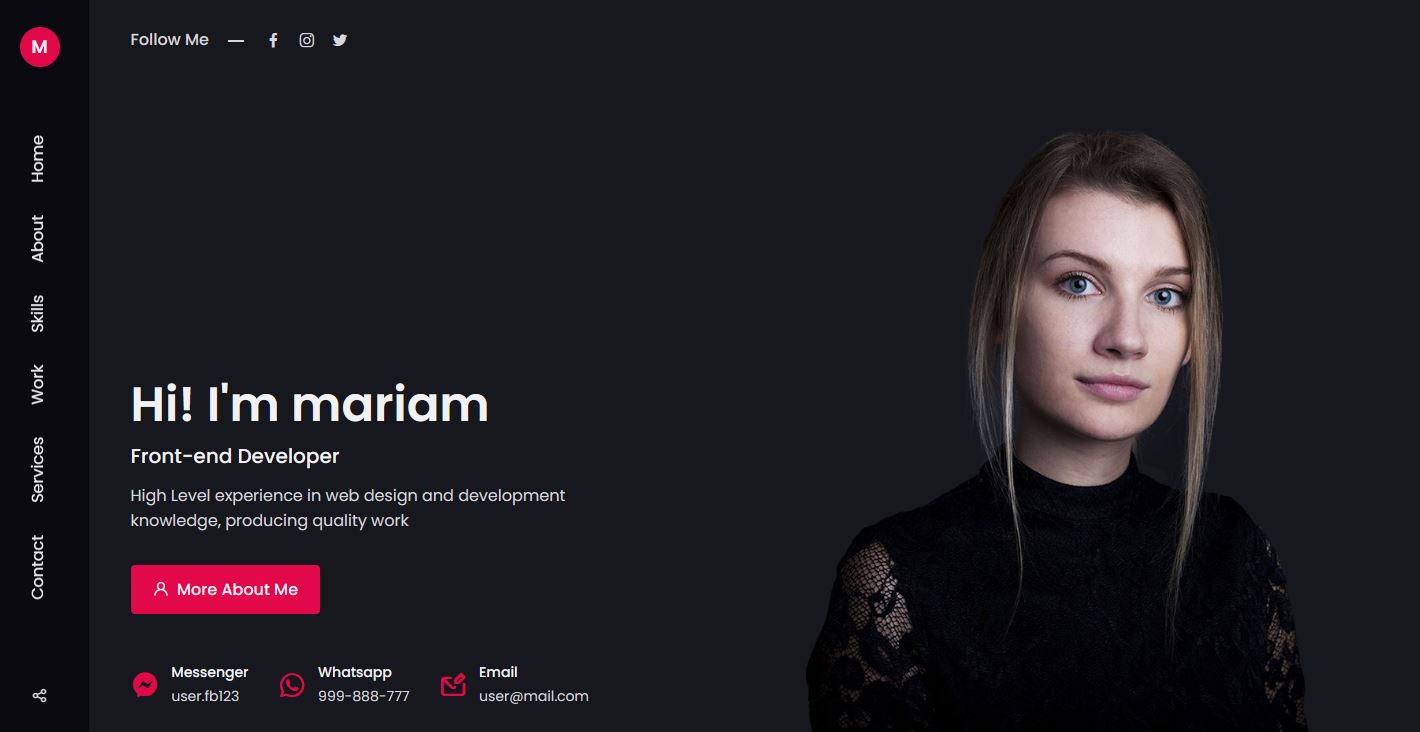 M
Home
About
Skills
Work
Services
Contact
Follow Me
Hi! I'm mariam
Front-end Developer
High Level experience in web design and development
knowledge, producing quality work
More About Me
Messenger
user.fb123
Whatsapp
999-888-777
Email
user@mail.com